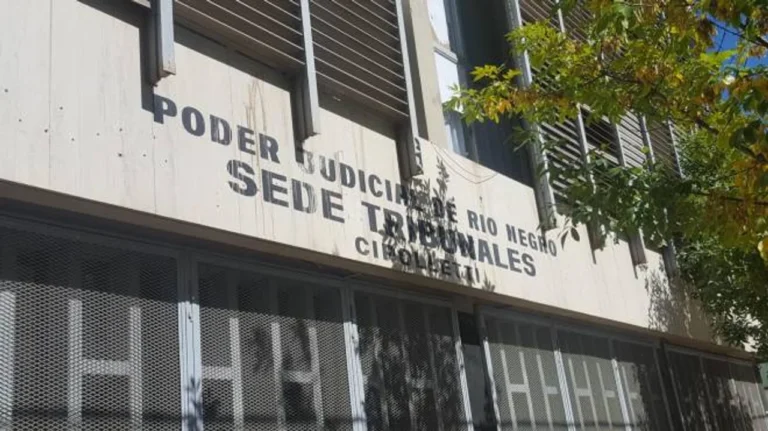 PODER JUDICIAL DE RIO NEGRO
SEDE TRIBUNALES
CIPOLLETTI